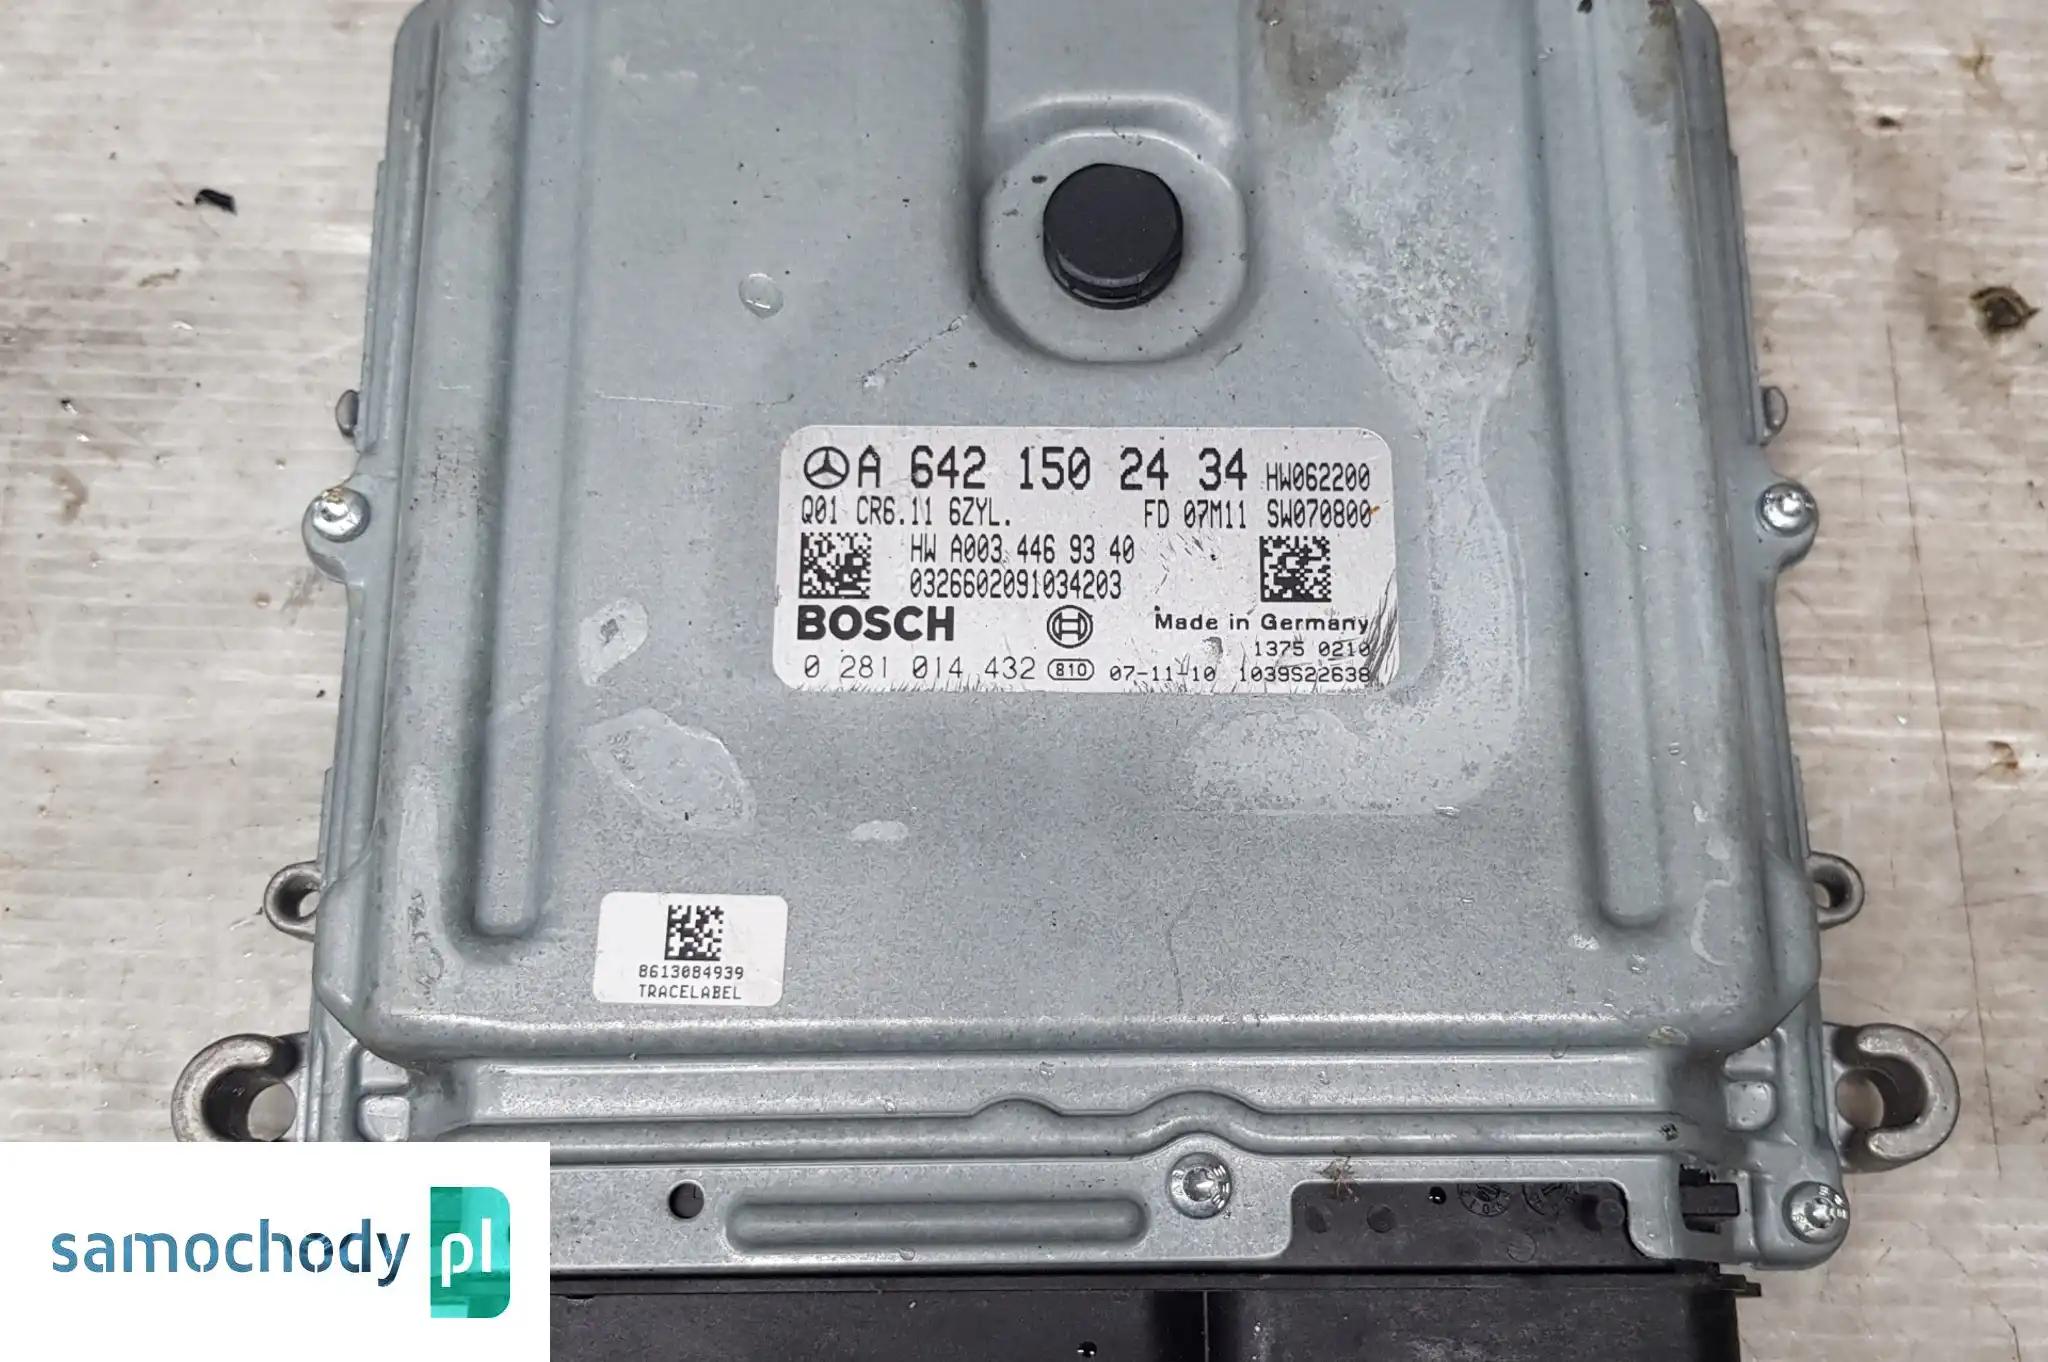 A 642 150 24 34 HW062200
Q01 CR6.11 6ZYL. FD 07M11 SW070800
HW A003 446 93 40
0326602091034203
BOSCH Made in Germany
1375 0210
0 281 014 432 810 07-11-10 1039S22638
8613084939
TRACELABEL
samochody pl